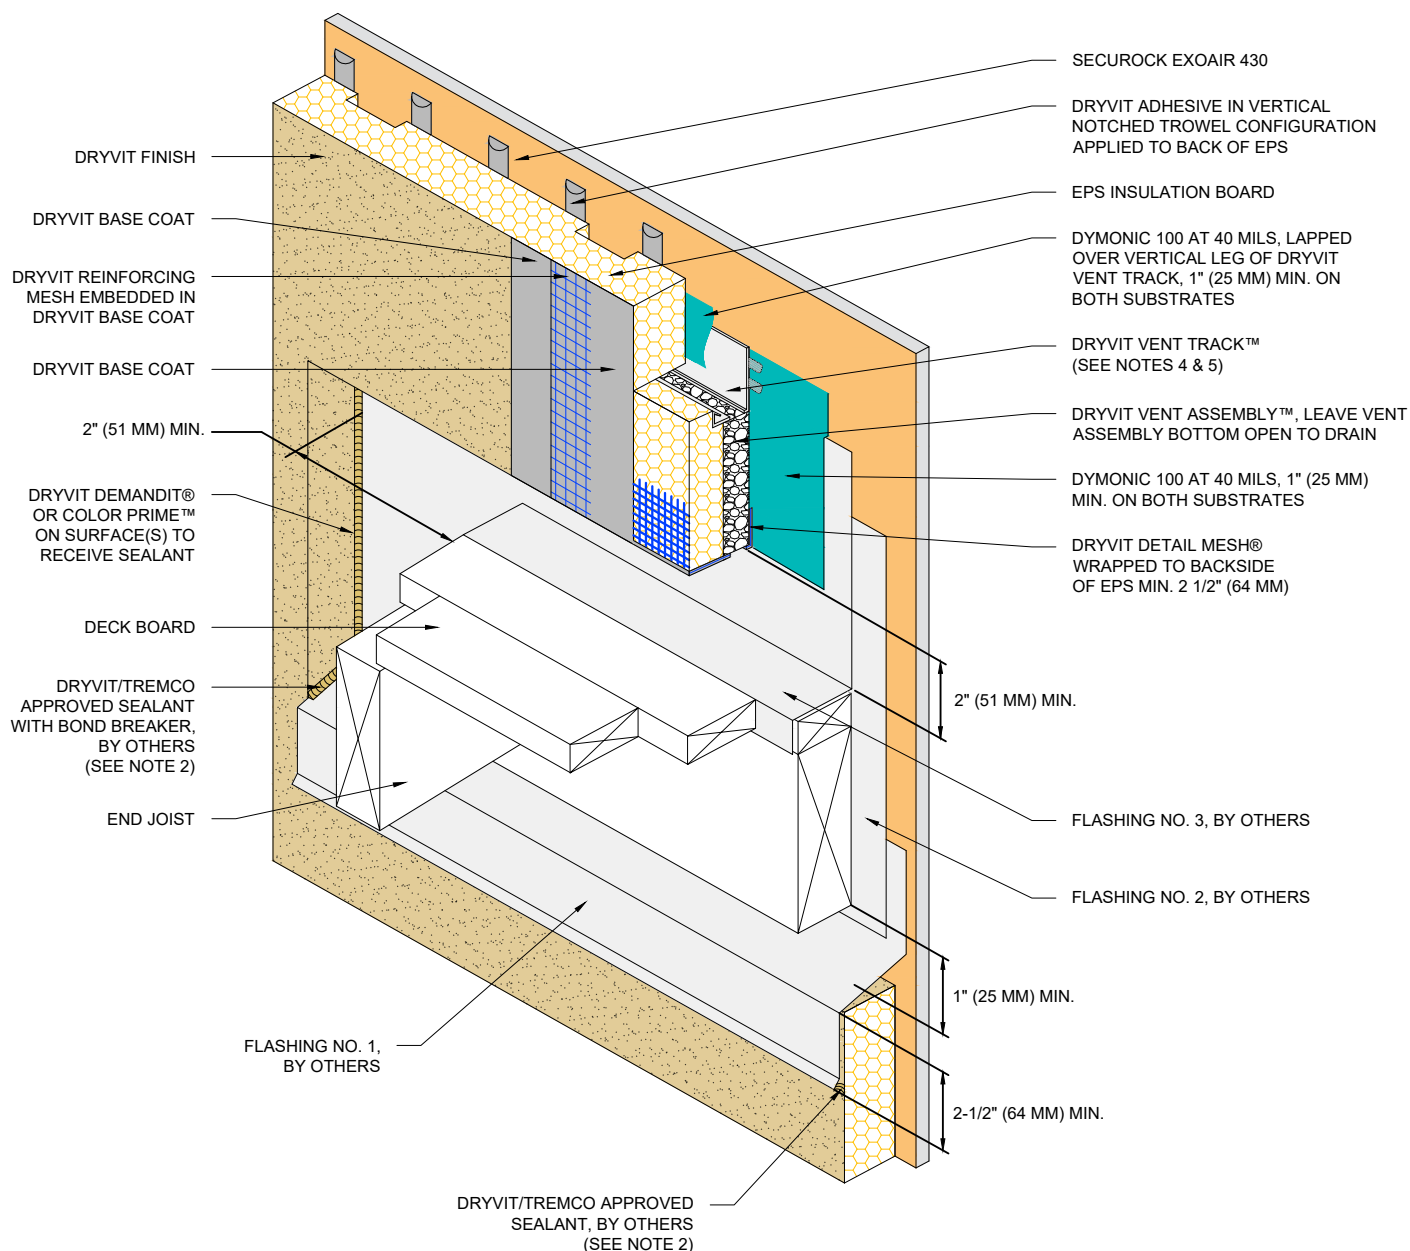 SECUROCK EXOAIR 430
DRYVIT ADHESIVE IN VERTICAL
NOTCHED TROWEL CONFIGURATION
APPLIED TO BACK OF EPS
EPS INSULATION BOARD
DYMONIC 100 AT 40 MILS, LAPPED
OVER VERTICAL LEG OF DRYVIT
VENT TRACK, 1" (25 MM) MIN. ON
BOTH SUBSTRATES
DRYVIT VENT TRACK™
(SEE NOTES 4 & 5)
DRYVIT VENT ASSEMBLY™, LEAVE VENT
ASSEMBLY BOTTOM OPEN TO DRAIN
DYMONIC 100 AT 40 MILS, 1" (25 MM)
MIN. ON BOTH SUBSTRATES
DRYVIT DETAIL MESH®
WRAPPED TO BACKSIDE
OF EPS MIN. 2 1/2" (64 MM)
2" (51 MM) MIN.
FLASHING NO. 3, BY OTHERS
FLASHING NO. 2, BY OTHERS
1" (25 MM) MIN.
2-1/2" (64 MM) MIN.
DRYVIT FINISH
DRYVIT BASE COAT
DRYVIT REINFORCING
MESH EMBEDDED IN
DRYVIT BASE COAT
DRYVIT BASE COAT
2" (51 MM) MIN.
DRYVIT DEMANDIT®
OR COLOR PRIME™
ON SURFACE(S) TO
RECEIVE SEALANT
DECK BOARD
DRYVIT/TREMCO
APPROVED SEALANT
WITH BOND BREAKER,
BY OTHERS
(SEE NOTE 2)
END JOIST
FLASHING NO. 1,
BY OTHERS
DRYVIT/TREMCO APPROVED
SEALANT, BY OTHERS
(SEE NOTE 2)